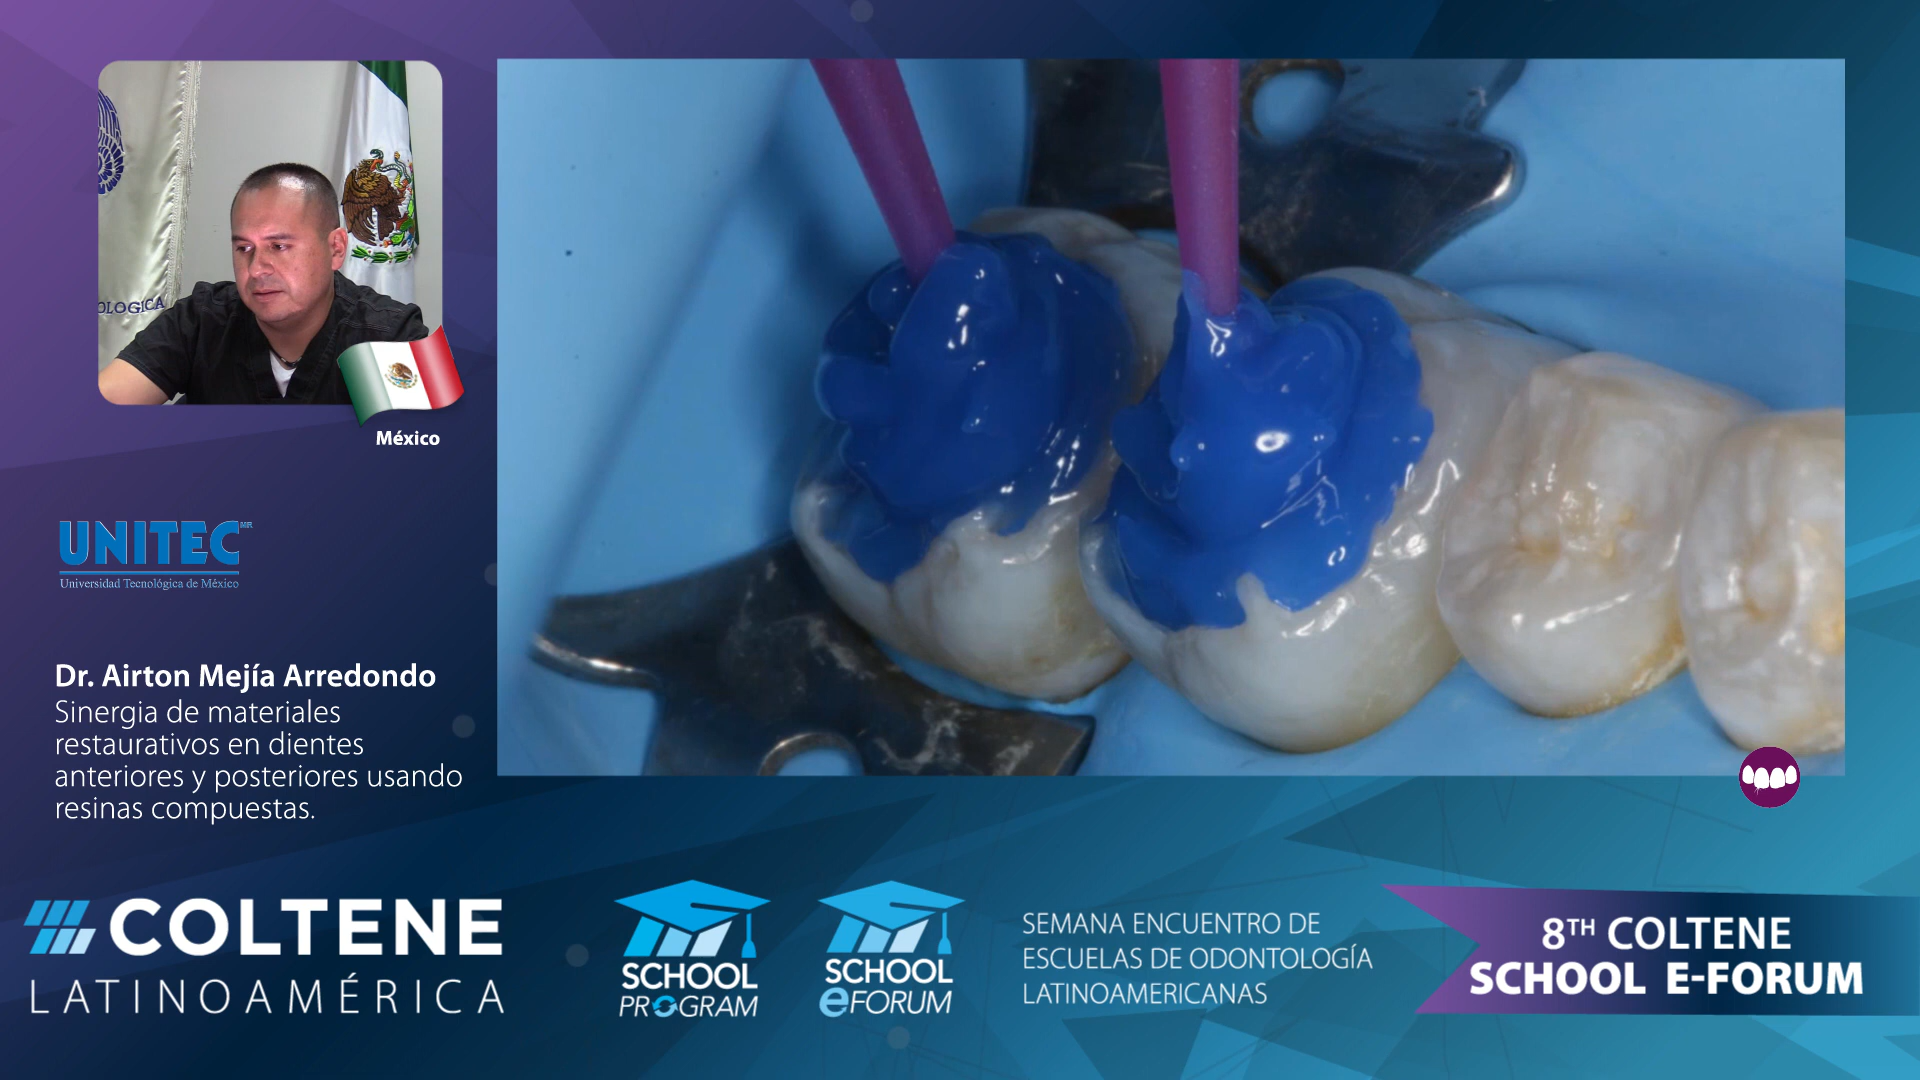 OLOGICA
México
UNITEC MR
Universidad Tecnológica de México
Dr. Airton Mejía Arredondo
Sinergia de materiales
restaurativos en dientes
anteriores y posteriores usando
resinas compuestas.
COLTENE
LATINOAMÉRICA
SCHOOL
PROGRAM
SCHOOL
eFORUM
SEMANA ENCUENTRO DE
ESCUELAS DE ODONTOLOGÍA
LATINOAMERICANAS
8TH COLTENE
SCHOOL E-FORUM